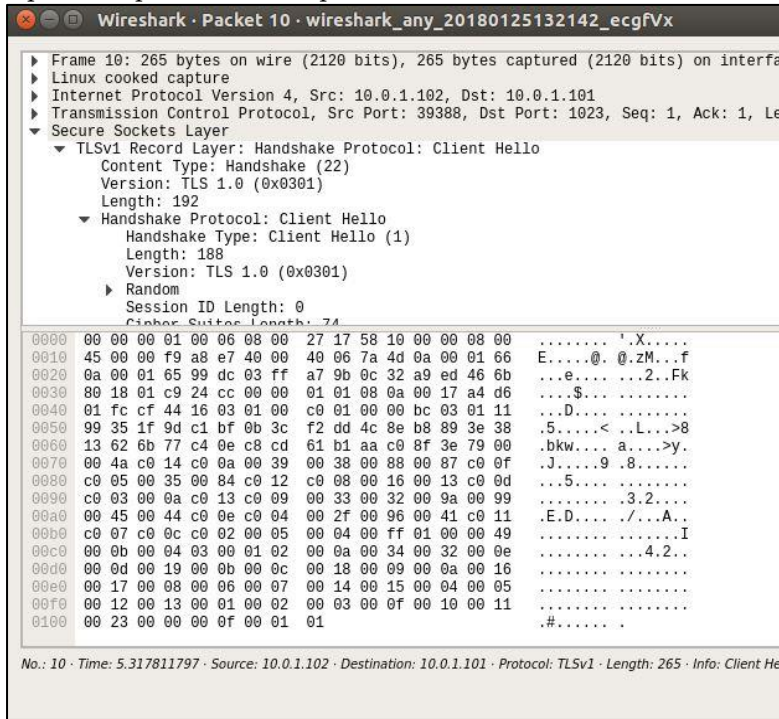 Wireshark · Packet 10 · wireshark_any_20180125132142_ecgfVx
Frame 10: 265 bytes on wire (2120 bits), 265 bytes captured (2120 bits) on interfa
Linux cooked capture
Internet Protocol Version 4, Src: 10.0.1.102, Dst: 10.0.1.101
Transmission Control Protocol, Src Port: 39388, Dst Port: 1023, Seq: 1, Ack: 1, Le
Secure Sockets Layer
TLSv1 Record Layer: Handshake Protocol: Client Hello
Content Type: Handshake (22)
Version: TLS 1.0 (0x0301)
Length: 192
Handshake Protocol: Client Hello
Handshake Type: Client Hello (1)
Length: 188
Version: TLS 1.0 (0x0301)
Random
Session ID Length: 0
Cipher Suites Length: 74
0000 00 00 00 01 00 06 08 00 27 17 58 10 00 00 08 00 ........ '.X.....
0010 45 00 00 f9 a8 e7 40 00 40 06 7a 4d 0a 00 01 66 E.....@. @.zM...f
0020 0a 00 01 65 99 dc 03 ff a7 9b 0c 32 a9 ed 46 6b ...e.... ...2..Fk
0030 80 18 01 c9 24 cc 00 00 01 01 08 0a 00 17 a4 d6 ....$... ........
0040 01 fc cf 44 16 03 01 00 c0 01 00 00 bc 03 01 11 ...D.... ........
0050 99 35 1f 9d c1 bf 0b 3c f2 dd 4c 8e b8 89 3e 38 .5.....< ..L...>8
0060 13 62 6b 77 c4 0e c8 cd 61 b1 aa c0 8f 3e 79 00 .bkw.... a....>y.
0070 00 4a c0 14 c0 0a 00 39 00 38 00 88 00 87 c0 0f .J.....9 .8......
0080 c0 05 00 35 00 84 c0 12 c0 08 00 16 00 13 c0 0d ...5.... ........
0090 c0 03 00 0a c0 13 c0 09 00 33 00 32 00 9a 00 99 ........ .3.2....
00a0 00 45 00 44 c0 0e c0 04 00 2f 00 96 00 41 c0 11 .E.D.... ./...A..
00b0 c0 07 c0 0c c0 02 00 05 00 04 00 ff 01 00 00 49 ........ .......I
00c0 00 0b 00 04 03 00 01 02 00 0a 00 34 00 32 00 0e ........ ...4.2..
00d0 00 0d 00 19 00 0b 00 0c 00 18 00 09 00 0a 00 16 ........ ........
00e0 00 17 00 08 00 06 00 07 00 14 00 15 00 04 00 05 ........ ........
00f0 00 12 00 13 00 01 00 02 00 03 00 0f 00 10 00 11 ........ ........
0100 00 23 00 00 00 0f 00 01 01 .#...... .
No.: 10 · Time: 5.317811797 · Source: 10.0.1.102 · Destination: 10.0.1.101 · Protocol: TLSv1 · Length: 265 · Info: Client He